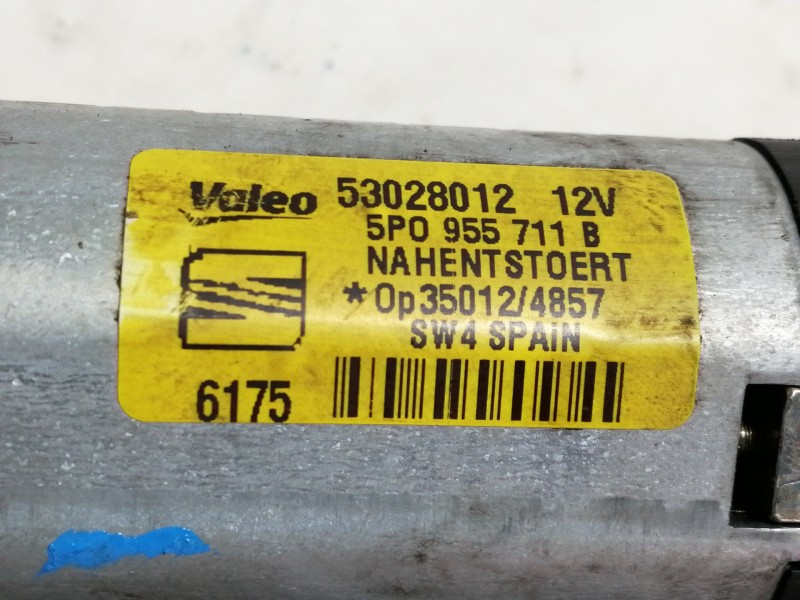 Valeo 53028012 12V
5P0 955 711 B
NAHENTSTOERT
*Op35012/4857
SW4 SPAIN
6175